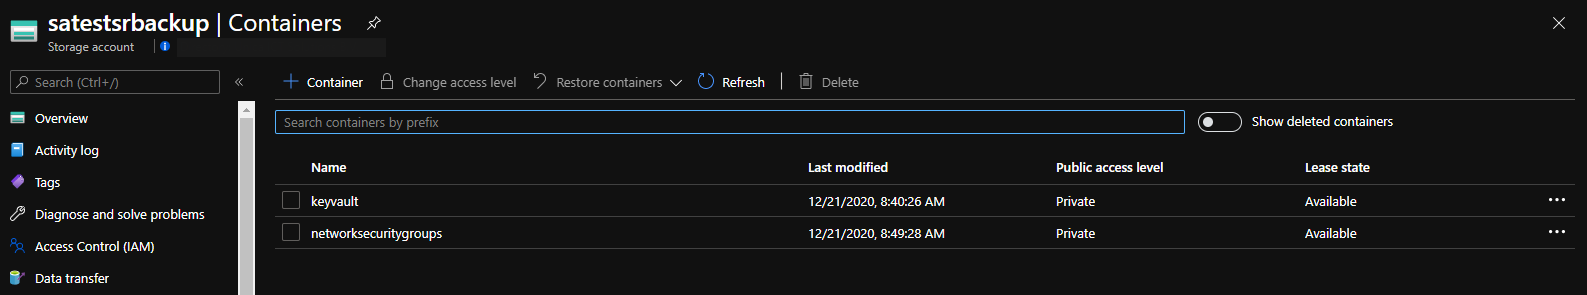 satestsrbackup | Containers
Storage account
Search (Ctrl+/)
«
Overview
Activity log
Tags
Diagnose and solve problems
Access Control (IAM)
Data transfer
+ Container
Change access level
Restore containers
Refresh
Delete
Search containers by prefix
Show deleted containers
Name Last modified Public access level Lease state
keyvault 12/21/2020, 8:40:26 AM Private Available ...
networksecuritygroups 12/21/2020, 8:49:28 AM Private Available ...